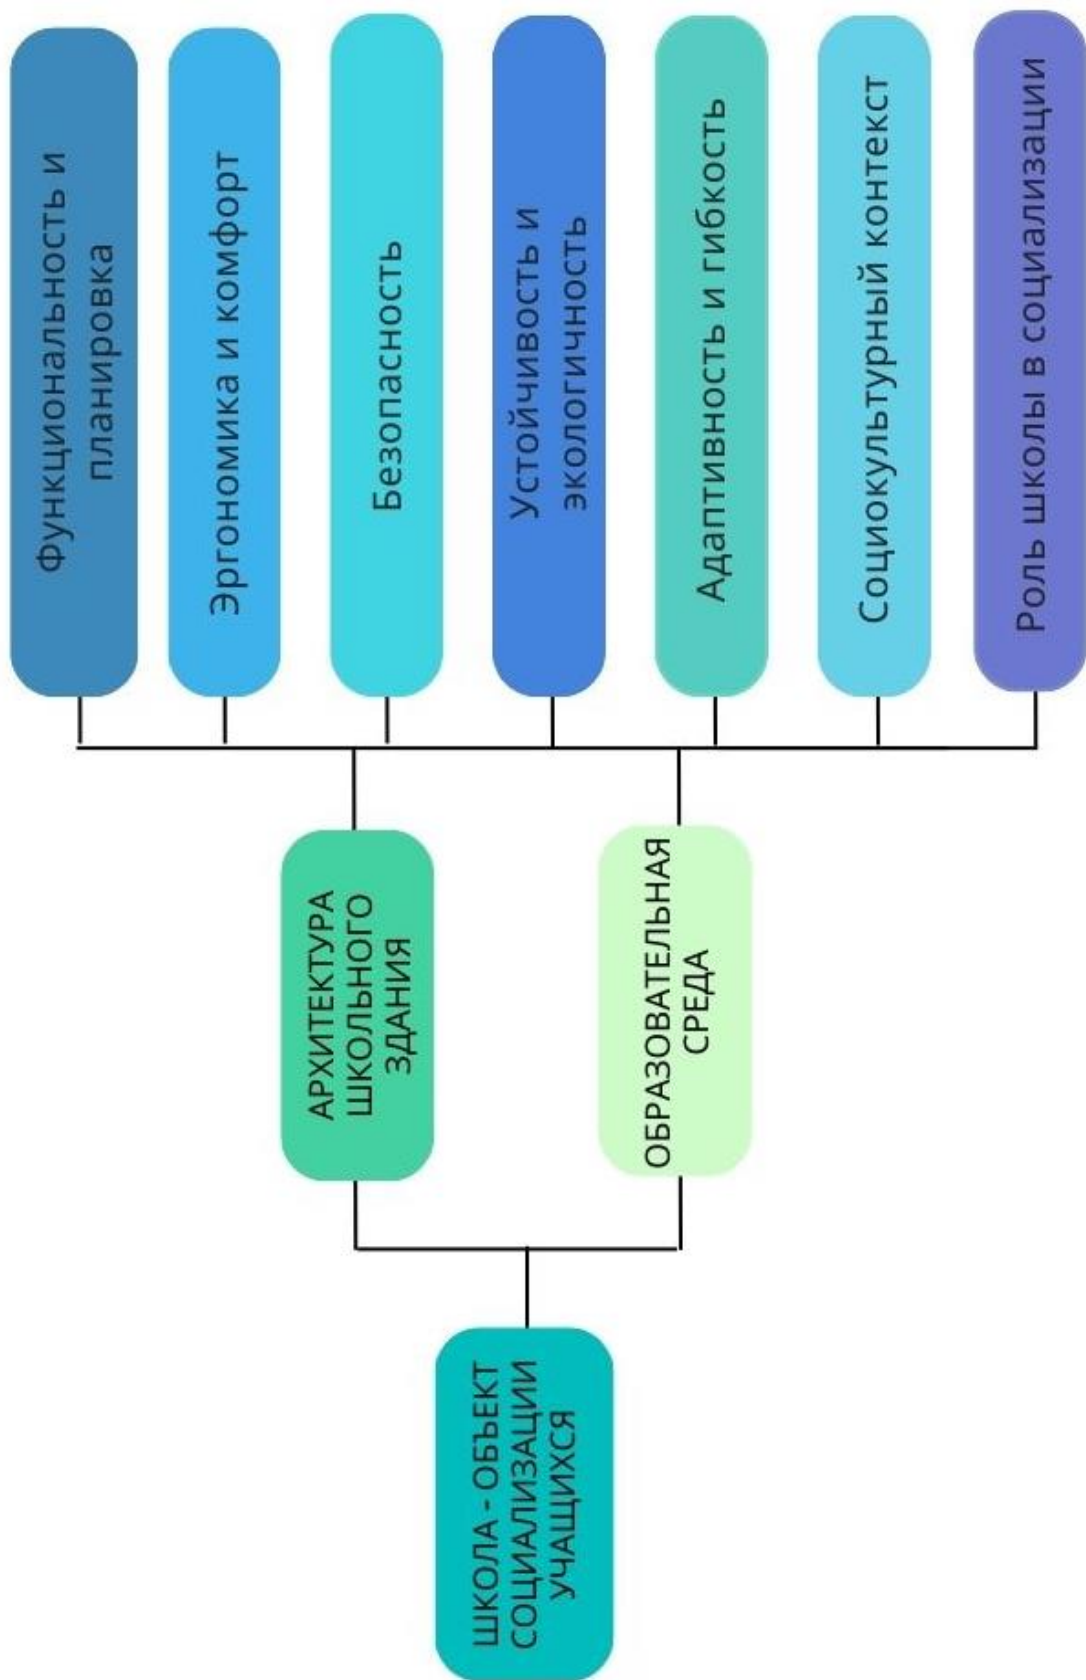 ШКОЛА - ОБЪЕКТ
СОЦИАЛИЗАЦИИ
УЧАЩИХСЯ
АРХИТЕКТУРА
ШКОЛЬНОГО
ЗДАНИЯ
ОБРАЗОВАТЕЛЬНАЯ
СРЕДА
Функциональность и
планировка
Эргономика и комфорт
Безопасность
Устойчивость и
экологичность
Адаптивность и гибкость
Социокультурный контекст
Роль школы в социализации